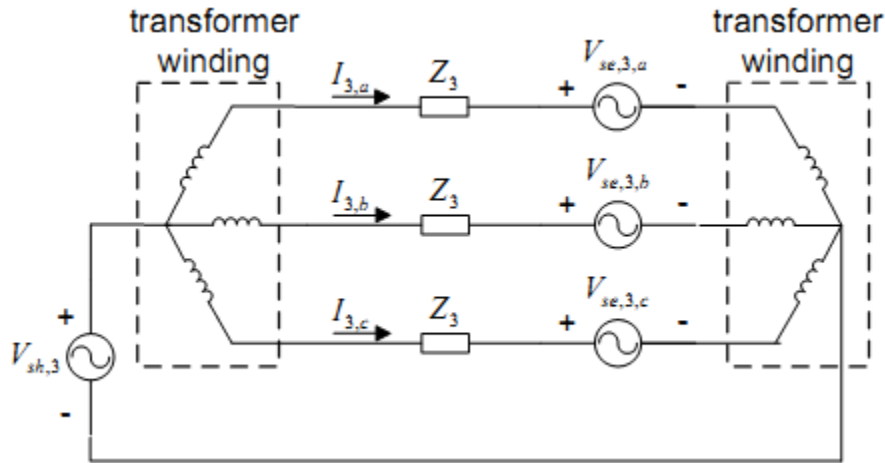 transformer
winding
transformer
winding
I3,a
Z3
+
Vse,3,a
-
I3,b
Z3
+
Vse,3,b
-
I3,c
Z3
+
Vse,3,c
-
+
Vsh,3
-